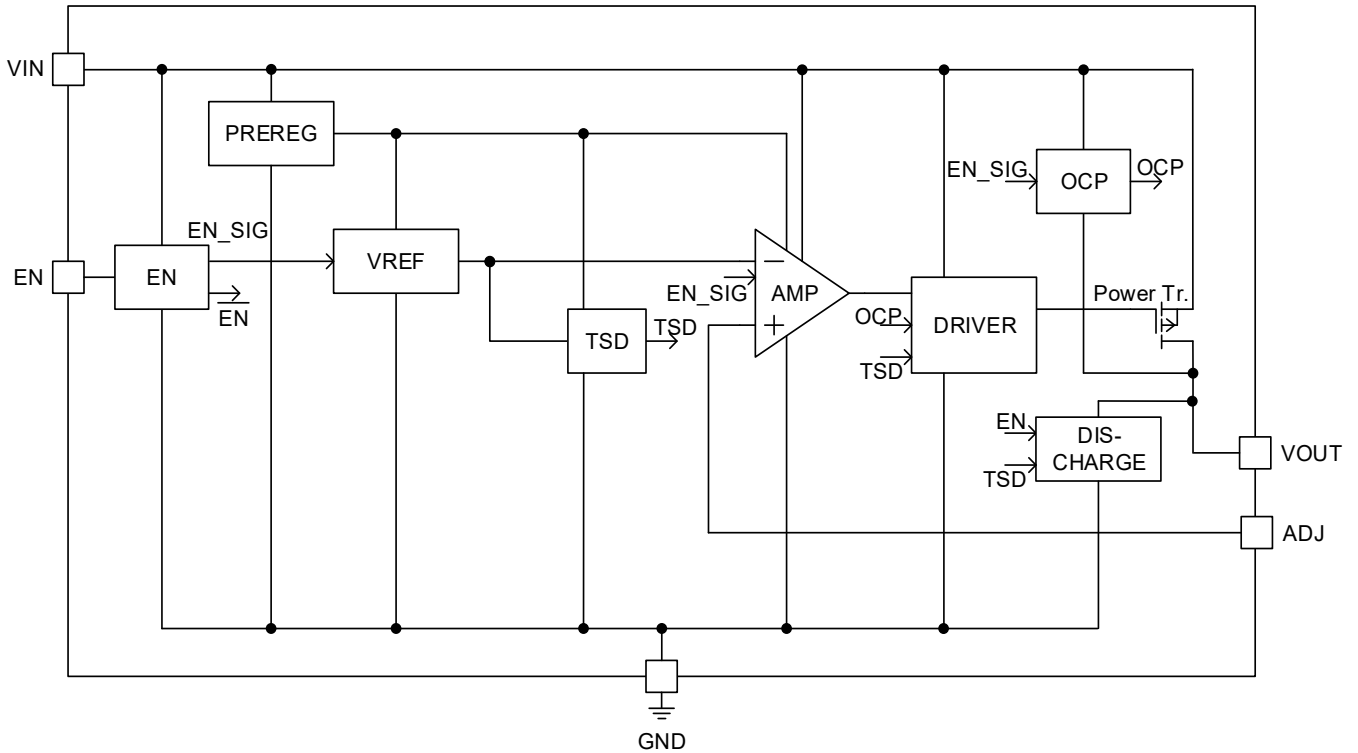 VIN
PREREG
EN_SIG
OCP
OCP
EN_SIG
EN
EN
EN
VREF
TSD
TSD
−
EN_SIG
AMP
+
OCP
TSD
DRIVER
Power Tr.
EN
TSD
DIS-
CHARGE
VOUT
ADJ
GND